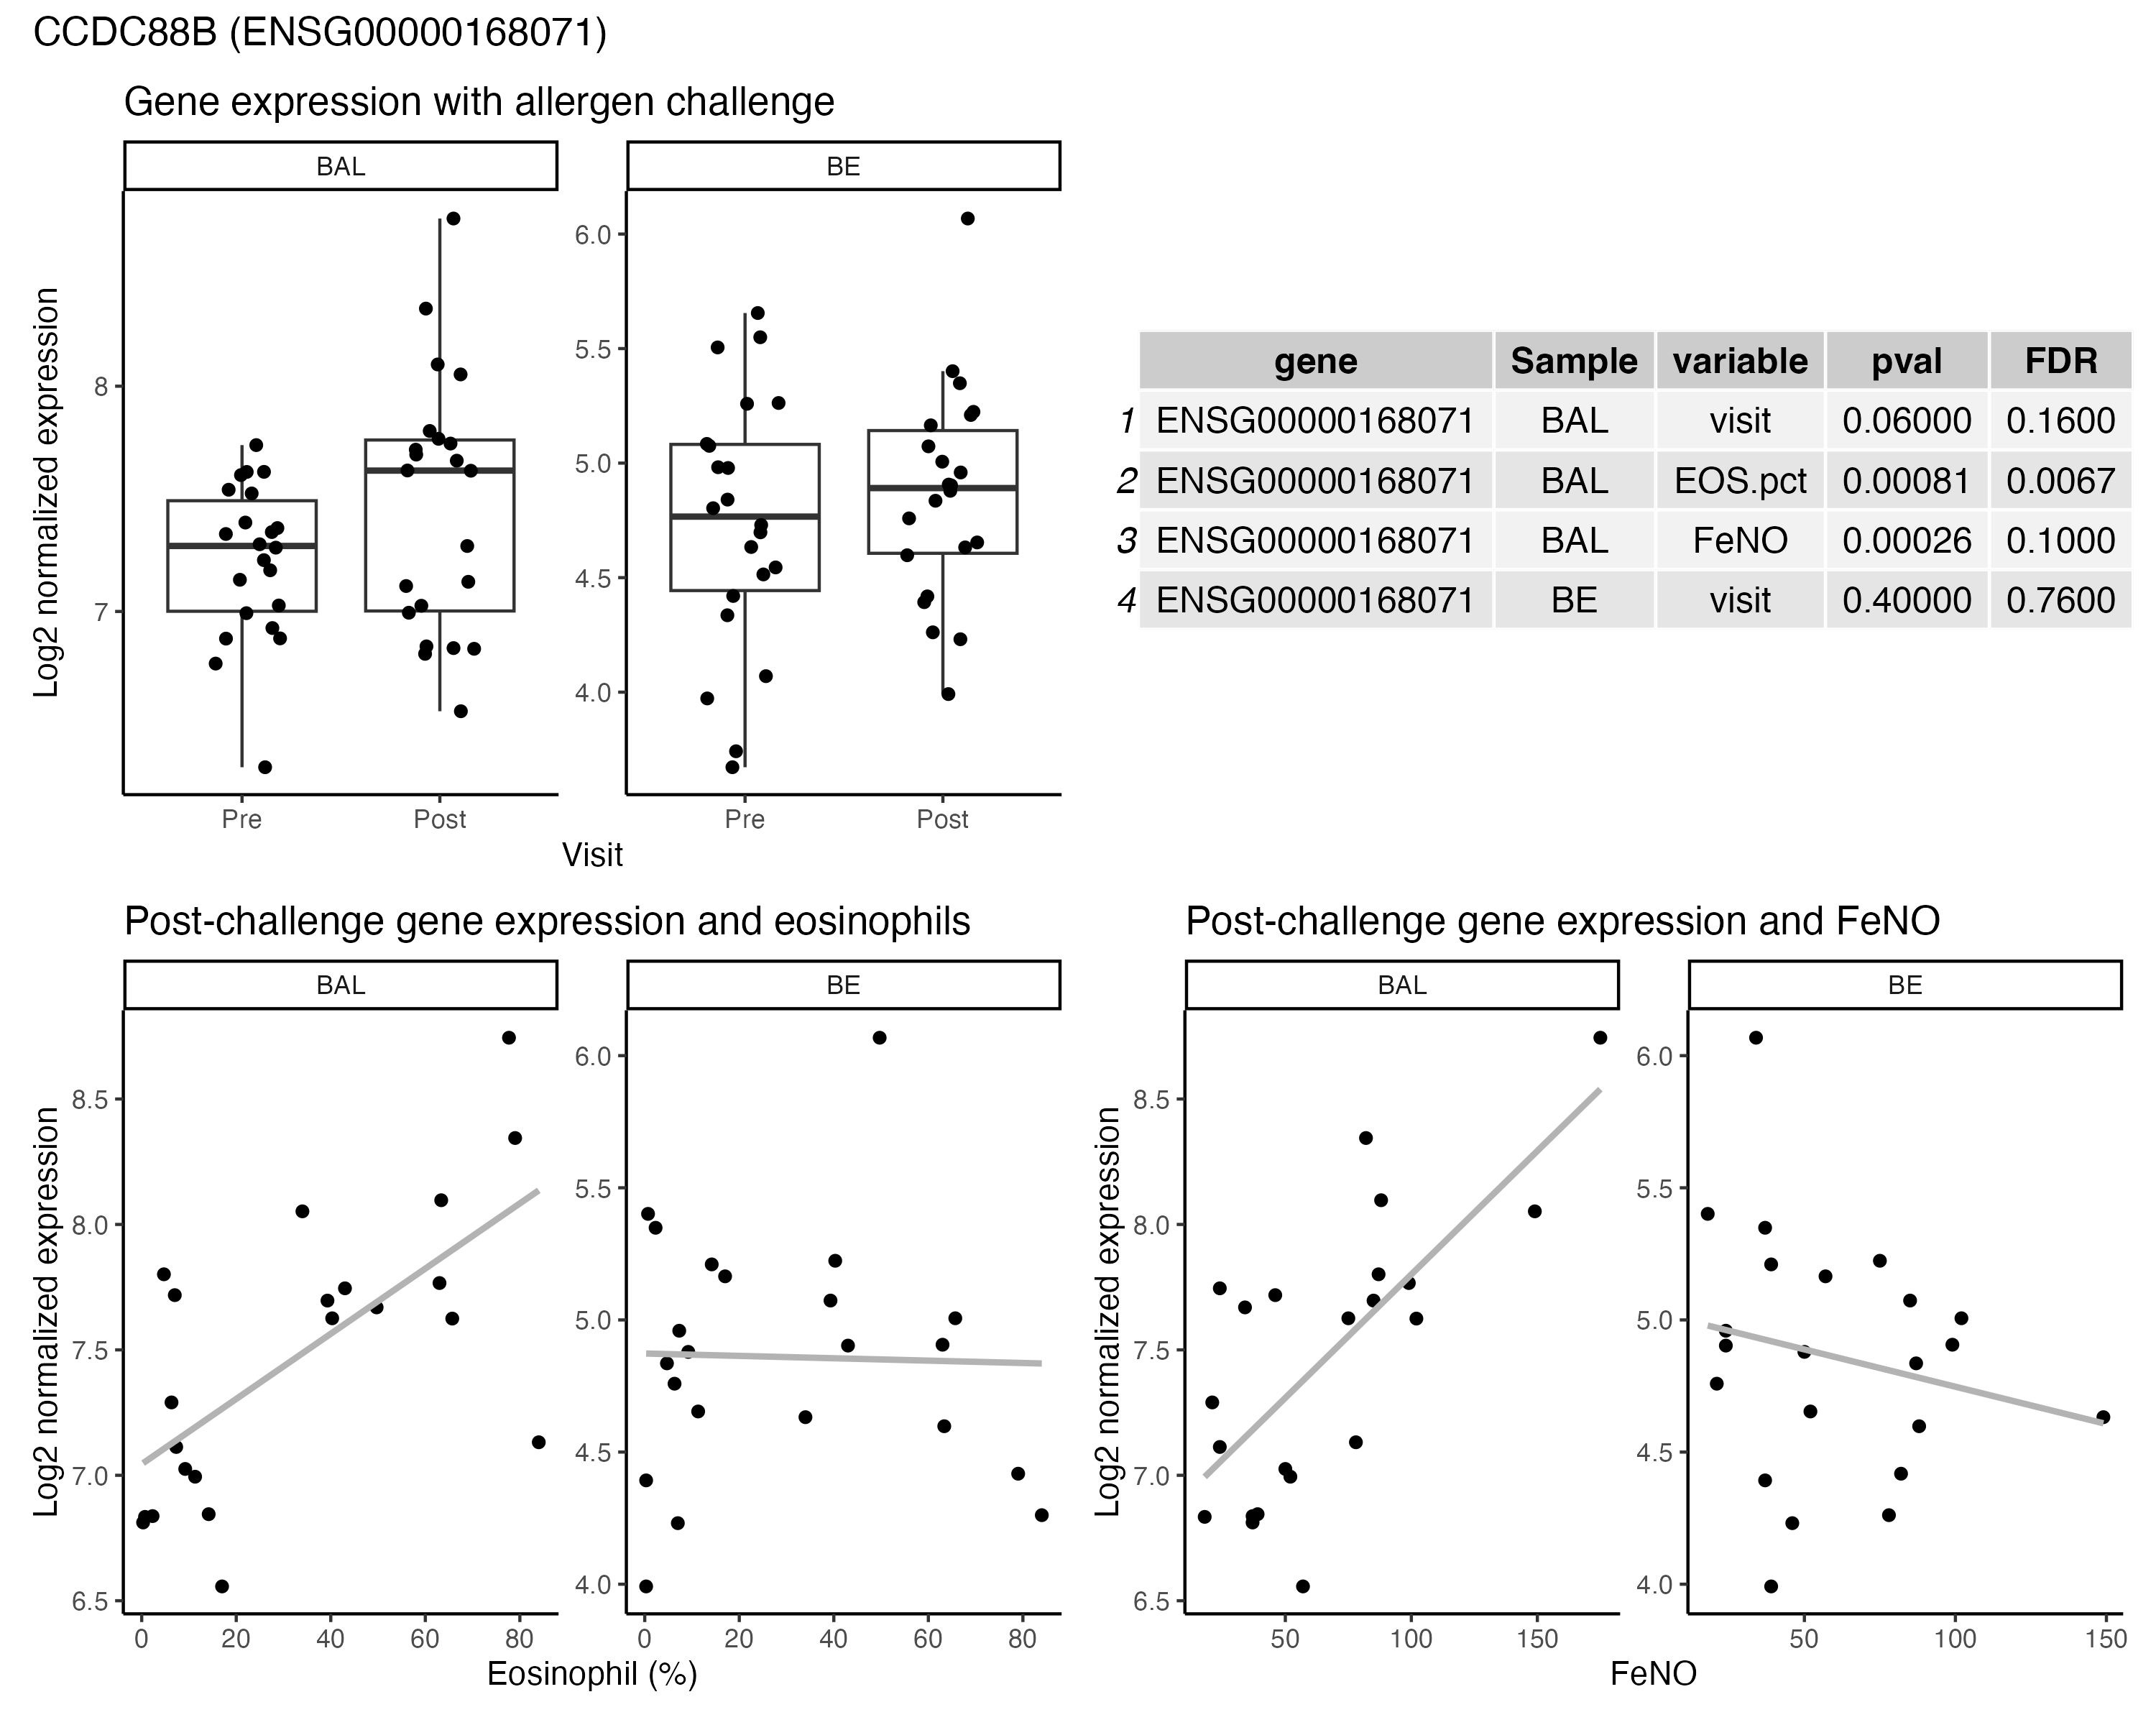 CCDC88B (ENSG00000168071)
Gene expression with allergen challenge
BAL
BE
Log2 normalized expression
8
7
6.0
5.5
5.0
4.5
4.0
Pre
Post
Pre
Post
Visit
gene Sample variable pval FDR
1 ENSG00000168071 BAL visit 0.06000 0.1600
2 ENSG00000168071 BAL EOS.pct 0.00081 0.0067
3 ENSG00000168071 BAL FeNO 0.00026 0.1000
4 ENSG00000168071 BE visit 0.40000 0.7600
Post-challenge gene expression and eosinophils
BAL
BE
Log2 normalized expression
8.5
8.0
7.5
7.0
6.5
6.0
5.5
5.0
4.5
4.0
0 20 40 60 80
0 20 40 60 80
Eosinophil (%)
Post-challenge gene expression and FeNO
BAL
BE
Log2 normalized expression
8.5
8.0
7.5
7.0
6.5
6.0
5.5
5.0
4.5
4.0
50 100 150
50 100 150
FeNO